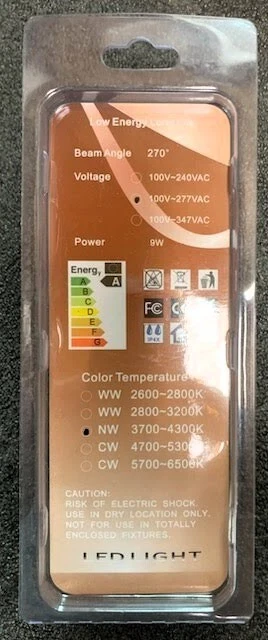 Low Energy
Beam Angle 270°
Voltage 100V~240VAC
100V~277VAC
100V~347VAC
Power 9W
Energy
A A
B
C
D
E
F
G
FC
IP44
Color Temperature
WW 2600~2800K
WW 2800~3200K
NW 3700~4300K
CW 4700~5300K
CW 5700~6500K
CAUTION:
RISK OF ELECTRIC SHOCK
USE IN DRY LOCATION ONLY.
NOT FOR USE IN TOTALLY
ENCLOSED FIXTURES.
LED LIGHT